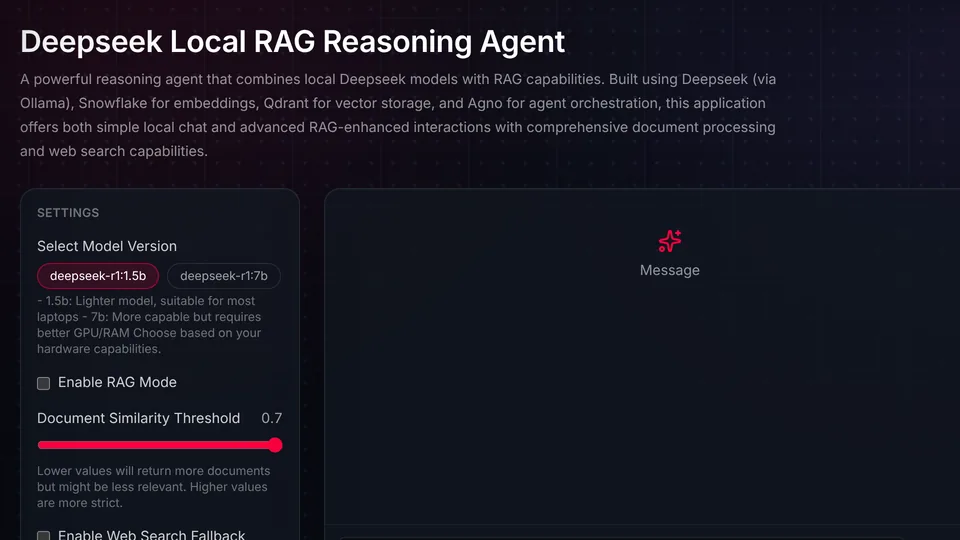 Deepseek Local RAG Reasoning Agent
A powerful reasoning agent that combines local Deepseek models with RAG capabilities. Built using Deepseek (via
Ollama), Snowflake for embeddings, Qdrant for vector storage, and Agno for agent orchestration, this application
offers both simple local chat and advanced RAG-enhanced interactions with comprehensive document processing
and web search capabilities.
SETTINGS
Select Model Version
deepseek-r1:1.5b deepseek-r1:7b
- 1.5b: Lighter model, suitable for most
laptops - 7b: More capable but requires
better GPU/RAM Choose based on your
hardware capabilities.
Enable RAG Mode
Document Similarity Threshold 0.7
Lower values will return more documents
but might be less relevant. Higher values
are more strict.
Enable Web Search Fallback
Message